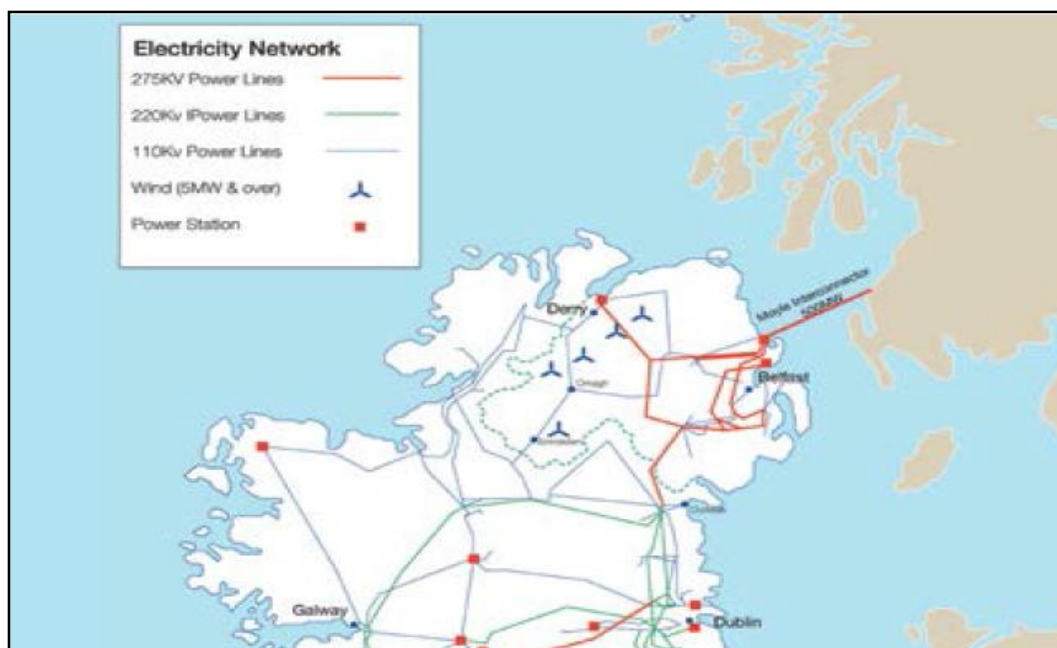 Electricity Network
275KV Power Lines
220Kv lPower Lines
110Kv Power Lines
Wind (5MW & over)
Power Station
Moyle Interconnector
500MW
Derry
Belfast
Omagh
Galway
Dublin